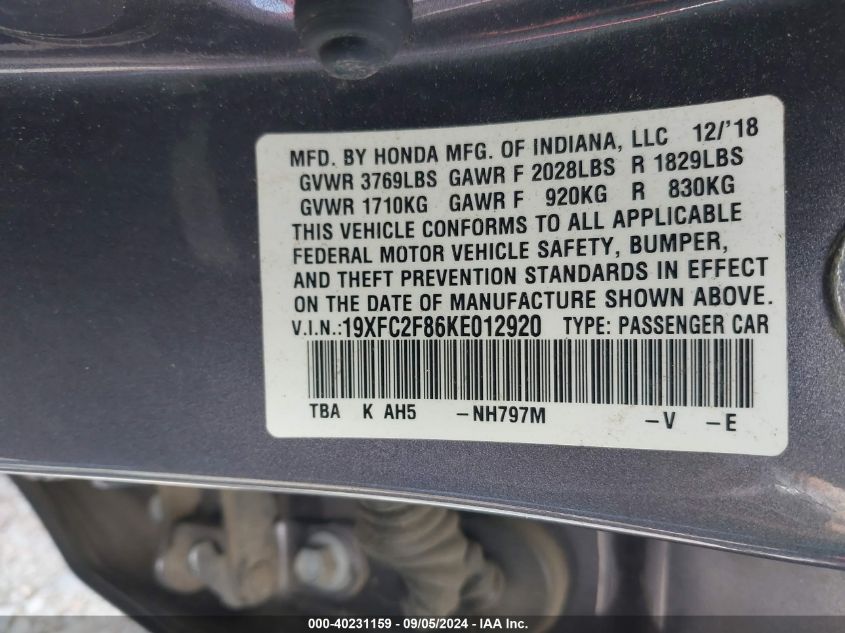 MFD. BY HONDA MFG. OF INDIANA, LLC 12/'18
GVWR 3769LBS GAWR F 2028LBS R 1829LBS
GVWR 1710KG GAWR F 920KG R 830KG
THIS VEHICLE CONFORMS TO ALL APPLICABLE
FEDERAL MOTOR VEHICLE SAFETY, BUMPER,
AND THEFT PREVENTION STANDARDS IN EFFECT
ON THE DATE OF MANUFACTURE SHOWN ABOVE.
V.I.N.:19XFC2F86KE012920 TYPE: PASSENGER CAR
TBA K AH5 -NH797M -V -E
000-40231159 - 09/05/2024 - IAA Inc.